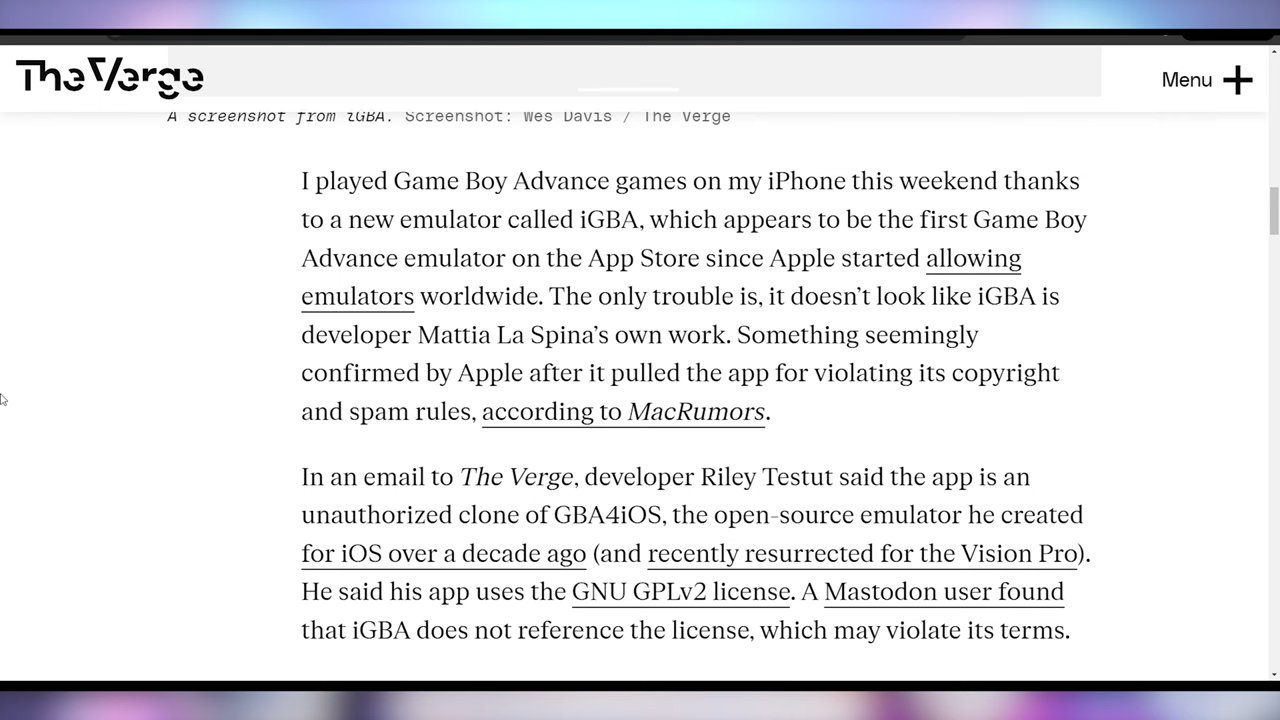 The Verge
Menu
A screenshot from iGBA. Screenshot: Wes Davis / The Verge
I played Game Boy Advance games on my iPhone this weekend thanks
to a new emulator called iGBA, which appears to be the first Game Boy
Advance emulator on the App Store since Apple started allowing
emulators worldwide. The only trouble is, it doesn’t look like iGBA is
developer Mattia La Spina’s own work. Something seemingly
confirmed by Apple after it pulled the app for violating its copyright
and spam rules, according to MacRumors.
In an email to The Verge, developer Riley Testut said the app is an
unauthorized clone of GBA4iOS, the open-source emulator he created
for iOS over a decade ago (and recently resurrected for the Vision Pro).
He said his app uses the GNU GPLv2 license. A Mastodon user found
that iGBA does not reference the license, which may violate its terms.